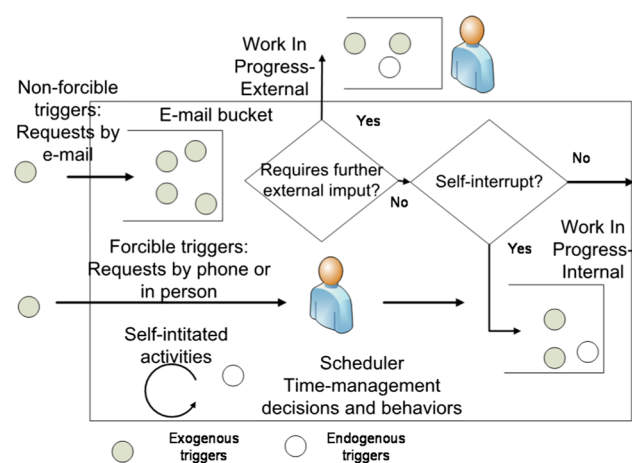 Work In
Progress-
External
Non-forcible
triggers:
Requests by
e-mail
E-mail bucket
Yes
Requires further
external imput?
No
Self-interrupt?
No
Yes
Work In
Progress-
Internal
Forcible triggers:
Requests by phone or
in person
Self-intitated
activities
Scheduler
Time-management
decisions and behaviors
Exogenous
triggers
Endogenous
triggers